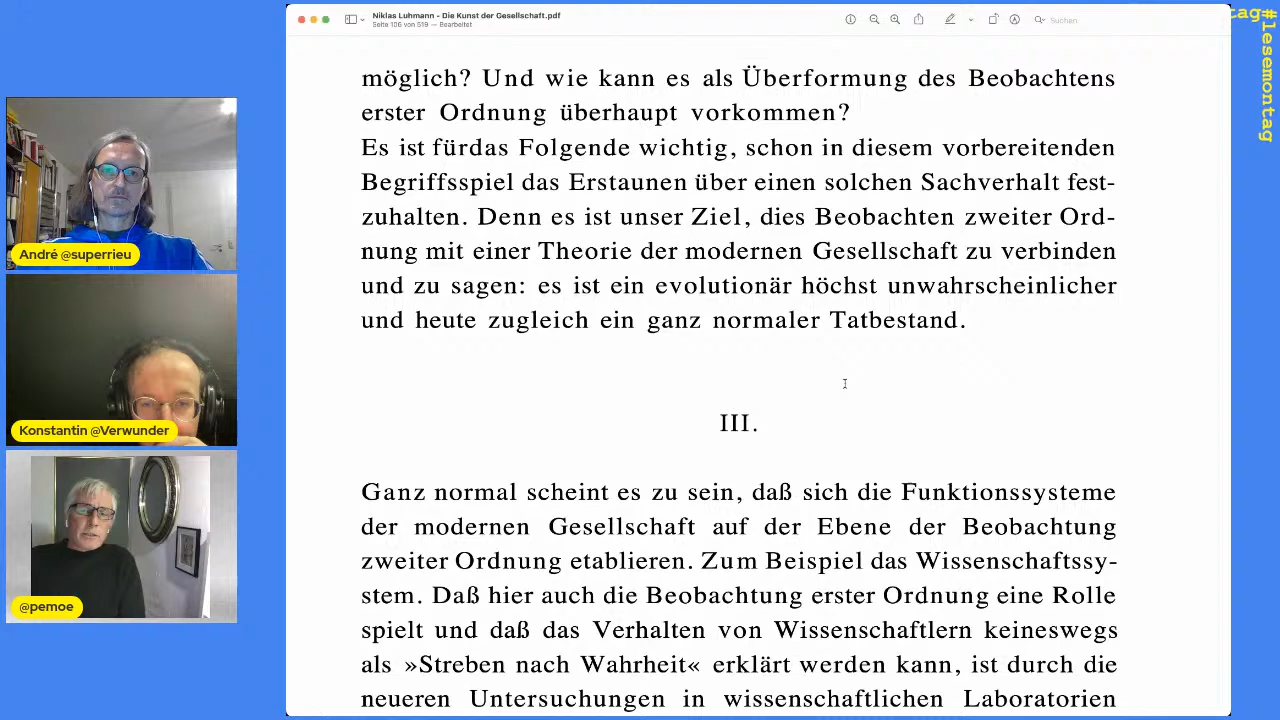 Niklas Luhmann - Die Kunst der Gesellschaft.pdf
Seite 106 von 519 — Bearbeitet
Suchen
tag#lesemontag
möglich? Und wie kann es als Überformung des Beobachtens
erster Ordnung überhaupt vorkommen?
Es ist fürdas Folgende wichtig, schon in diesem vorbereitenden
Begriffsspiel das Erstaunen über einen solchen Sachverhalt fest-
zuhalten. Denn es ist unser Ziel, dies Beobachten zweiter Ord-
nung mit einer Theorie der modernen Gesellschaft zu verbinden
und zu sagen: es ist ein evolutionär höchst unwahrscheinlicher
und heute zugleich ein ganz normaler Tatbestand.
III.
Ganz normal scheint es zu sein, daß sich die Funktionssysteme
der modernen Gesellschaft auf der Ebene der Beobachtung
zweiter Ordnung etablieren. Zum Beispiel das Wissenschaftssy-
stem. Daß hier auch die Beobachtung erster Ordnung eine Rolle
spielt und daß das Verhalten von Wissenschaftlern keineswegs
als »Streben nach Wahrheit« erklärt werden kann, ist durch die
neueren Untersuchungen in wissenschaftlichen Laboratorien
André @superrieu
Konstantin @Verwunder
@pemoe